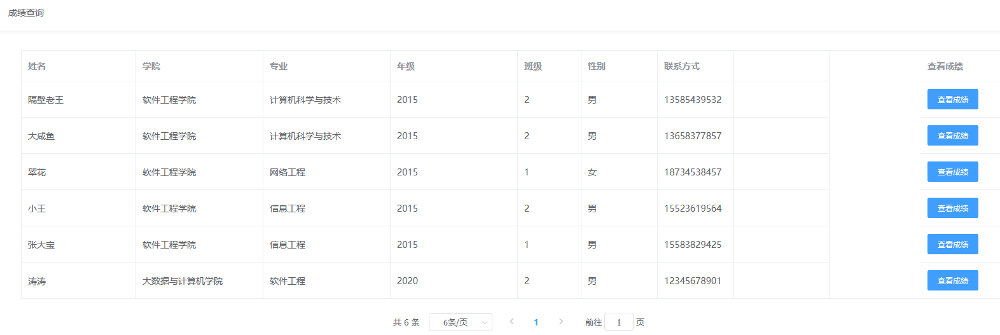 成绩查询
姓名 学院 专业 年级 班级 性别 联系方式 查看成绩
隔壁老王 软件工程学院 计算机科学与技术 2015 2 男 13585439532 查看成绩
大咸鱼 软件工程学院 计算机科学与技术 2015 2 男 13658377857 查看成绩
翠花 软件工程学院 网络工程 2015 1 女 18734538457 查看成绩
小王 软件工程学院 信息工程 2015 2 男 15523619564 查看成绩
张大宝 软件工程学院 信息工程 2015 1 男 15583829425 查看成绩
涛涛 大数据与计算机学院 软件工程 2020 2 男 12345678901 查看成绩
共 6 条 6条/页 1 前往 1 页